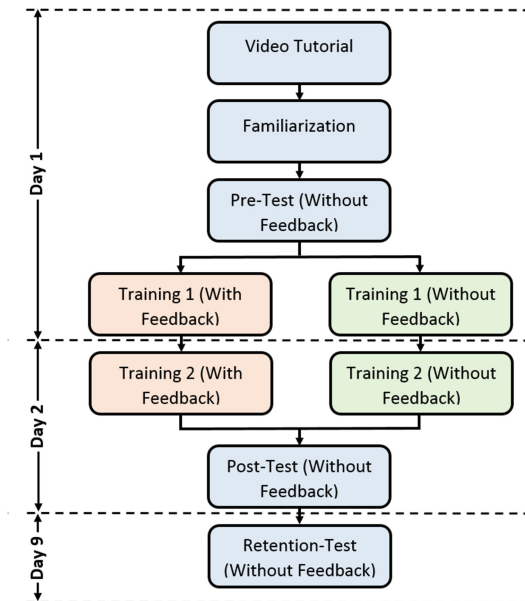 Video Tutorial
Familiarization
Pre-Test (Without
Feedback)
Day 1
Training 1 (With
Feedback)
Training 1 (Without
Feedback)
Training 2 (With
Feedback)
Training 2 (Without
Feedback)
Day 2
Post-Test (Without
Feedback)
Day 9
Retention-Test
(Without Feedback)